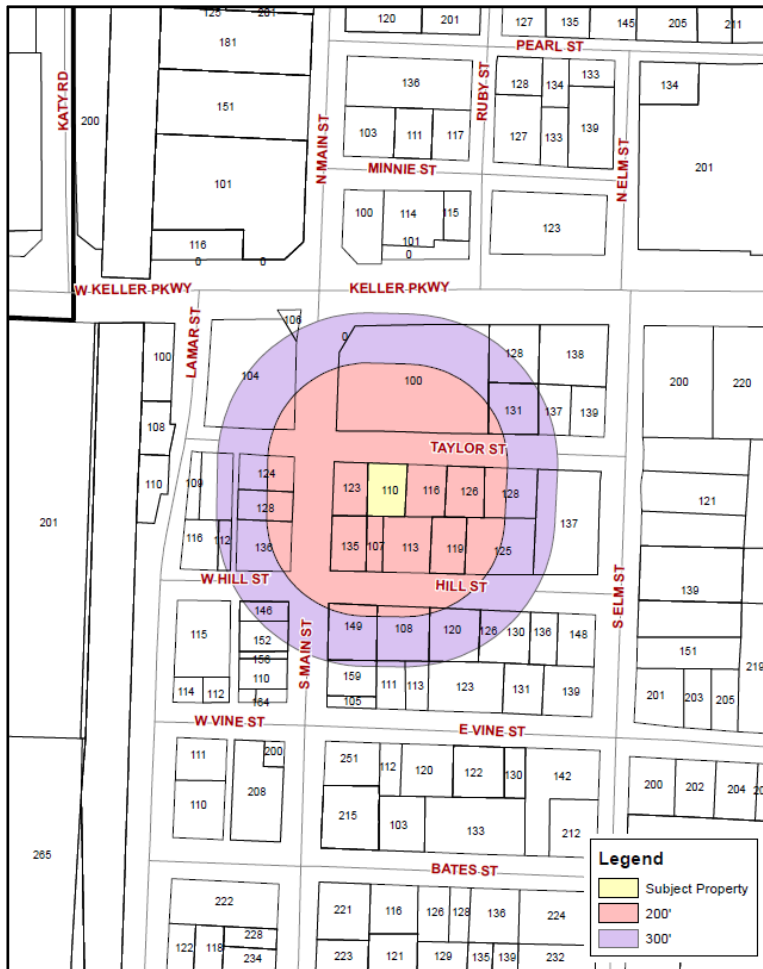 125 201 120 201 127 135 145 205 211
PEARL ST
181 136 128 134 133 134
KATY RD
200
151
N MAIN ST
RUBY ST
103 111 117 127 133 139
N ELM ST
201
MINNIE ST
101
100 114 115
123
116 101
0 0 0
W KELLER PKWY KELLER PKWY
LAMAR ST
106
0
100 104 100 128 138 200 220
108
131 137 139
TAYLOR ST
110 109 124 123 110 116 126 128 121
201
128 137
116 112 136 135 107 113 119 125
W HILL ST HILL ST
S ELM ST
139
146
115 152 149 108 120 126 130 136 148
S MAIN ST
156 151
110 159 111 113 123 131 139 219
114 112 164 105 201 203 205
W VINE ST E VINE ST
111 200 251 112 120 122 130 142
110 208 200 202 204
215 103 133 212
265
BATES ST
Legend
Subject Property
200'
300'
222 221 116 126 128 136 224
228
122 118 234 223 121 129 135 139 232